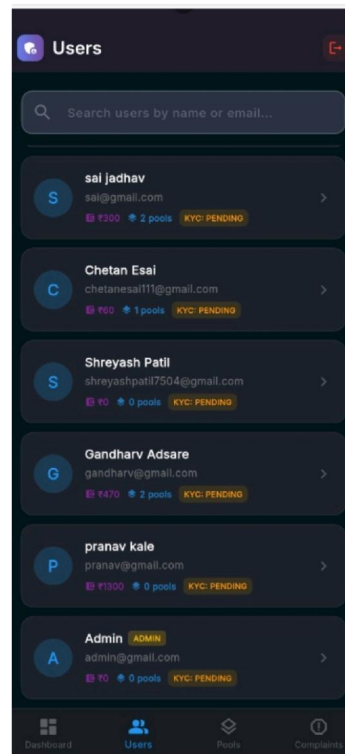 Users
Search users by name or email...
S
sai jadhav
sai@gmail.com
₹300 2 pools KYC: PENDING
C
Chetan Esai
chetanesai111@gmail.com
₹60 1 pools KYC: PENDING
S
Shreyash Patil
shreyashpatil7504@gmail.com
₹0 0 pools KYC: PENDING
G
Gandharv Adsare
gandharv@gmail.com
₹470 2 pools KYC: PENDING
P
pranav kale
pranav@gmail.com
₹1300 0 pools KYC: PENDING
A
Admin ADMIN
admin@gmail.com
₹0 0 pools KYC: PENDING
Dashboard Users Pools Complaints